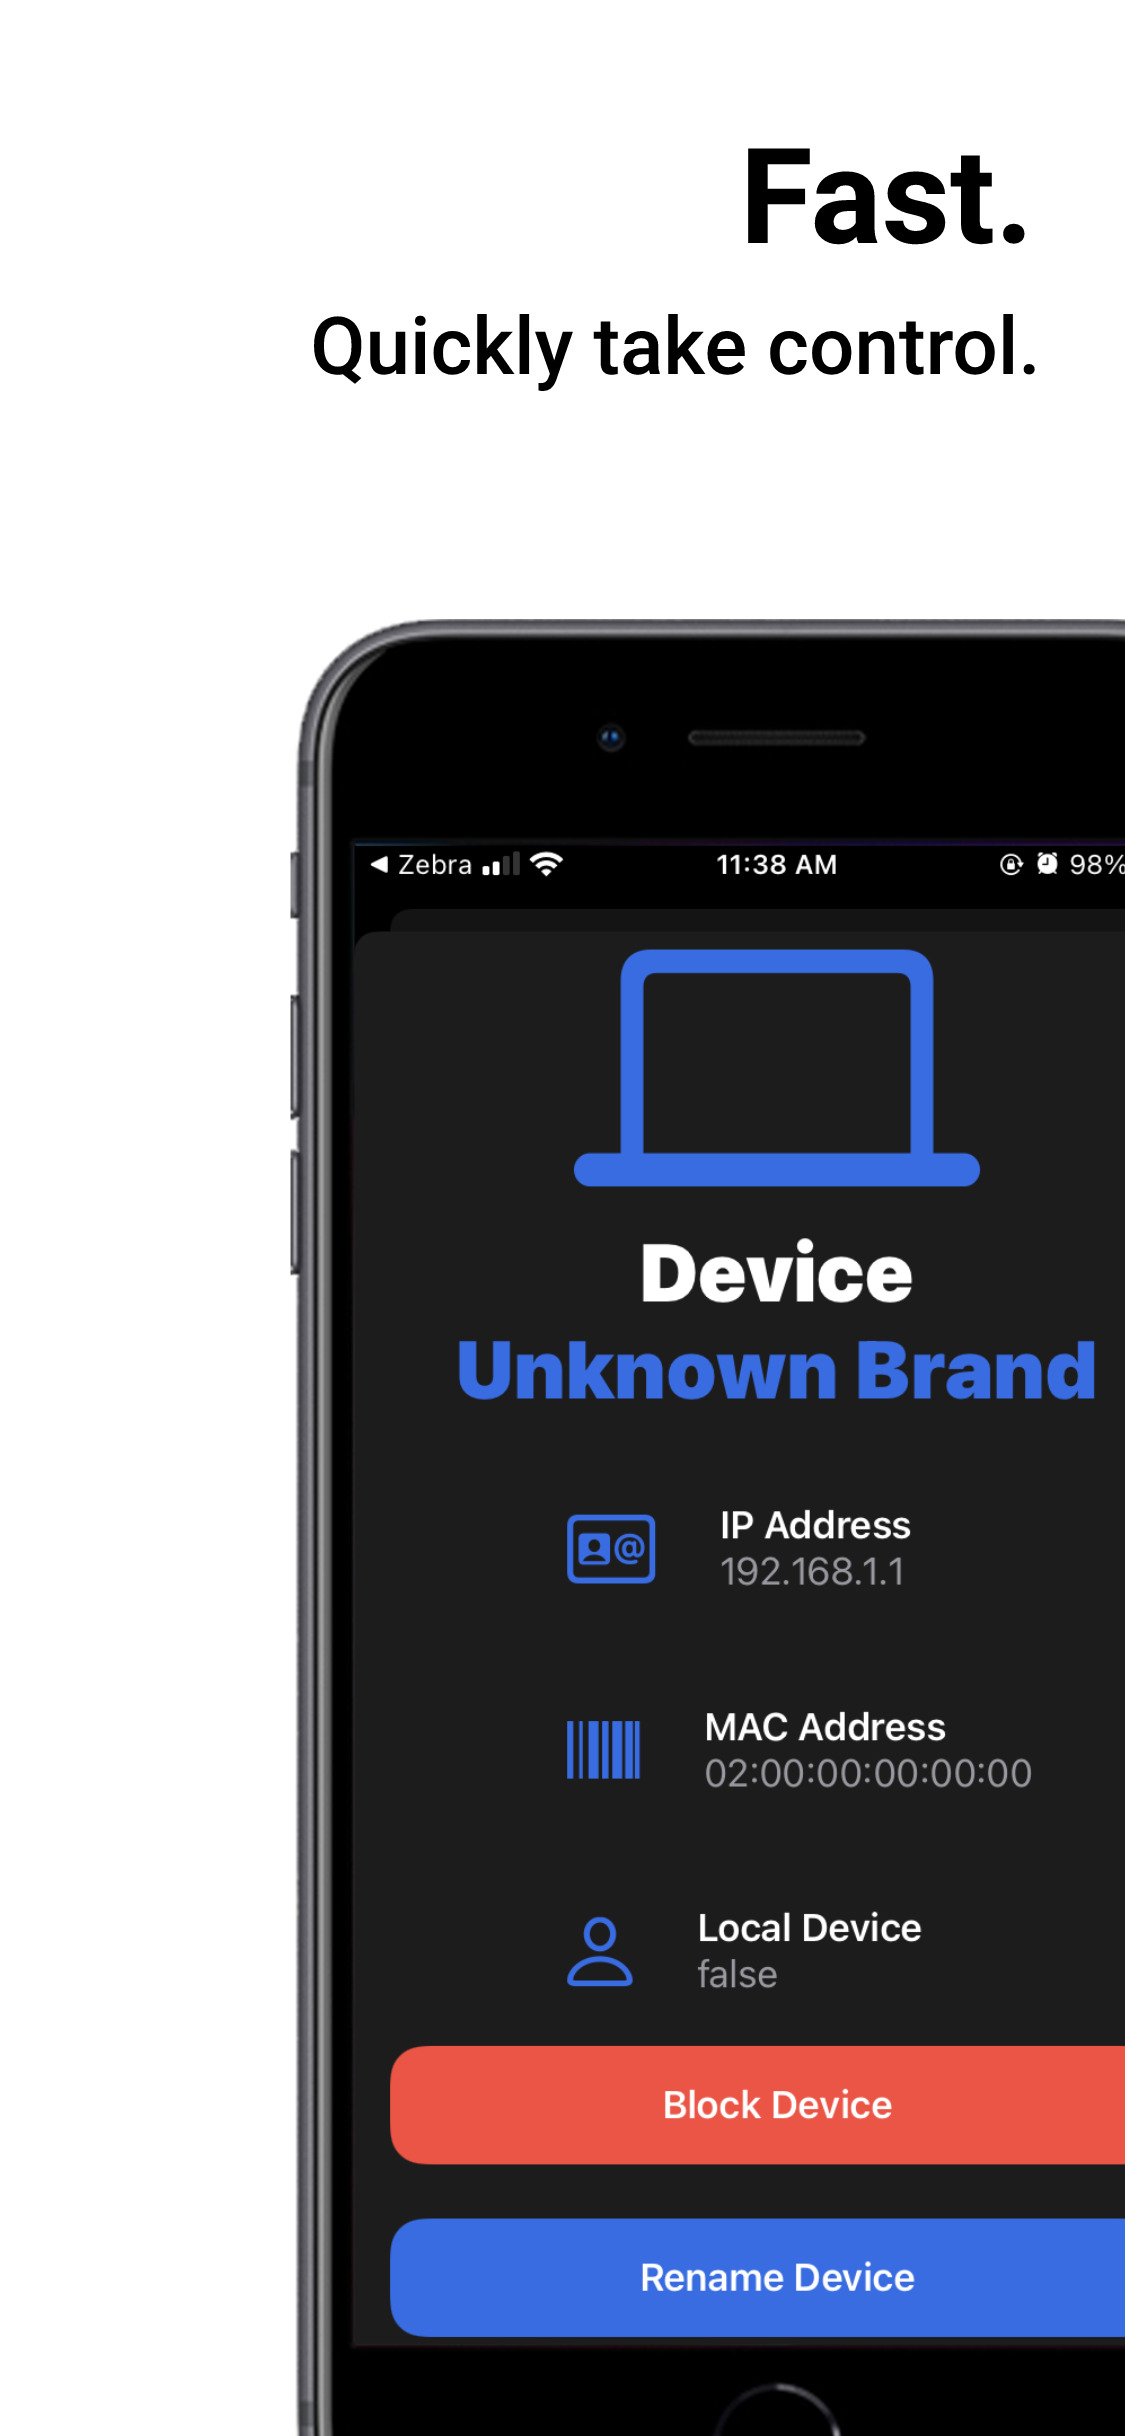 Fast.
Quickly take control.
Zebra
11:38 AM
98%
Device
Unknown Brand
@
IP Address
192.168.1.1
MAC Address
02:00:00:00:00:00
Local Device
false
Block Device
Rename Device